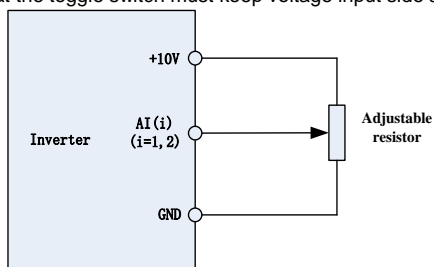 the toggle switch must keep voltage input side
+10V
AI(i)
(i=1, 2)
Inverter
GND
Adjustable
resistor